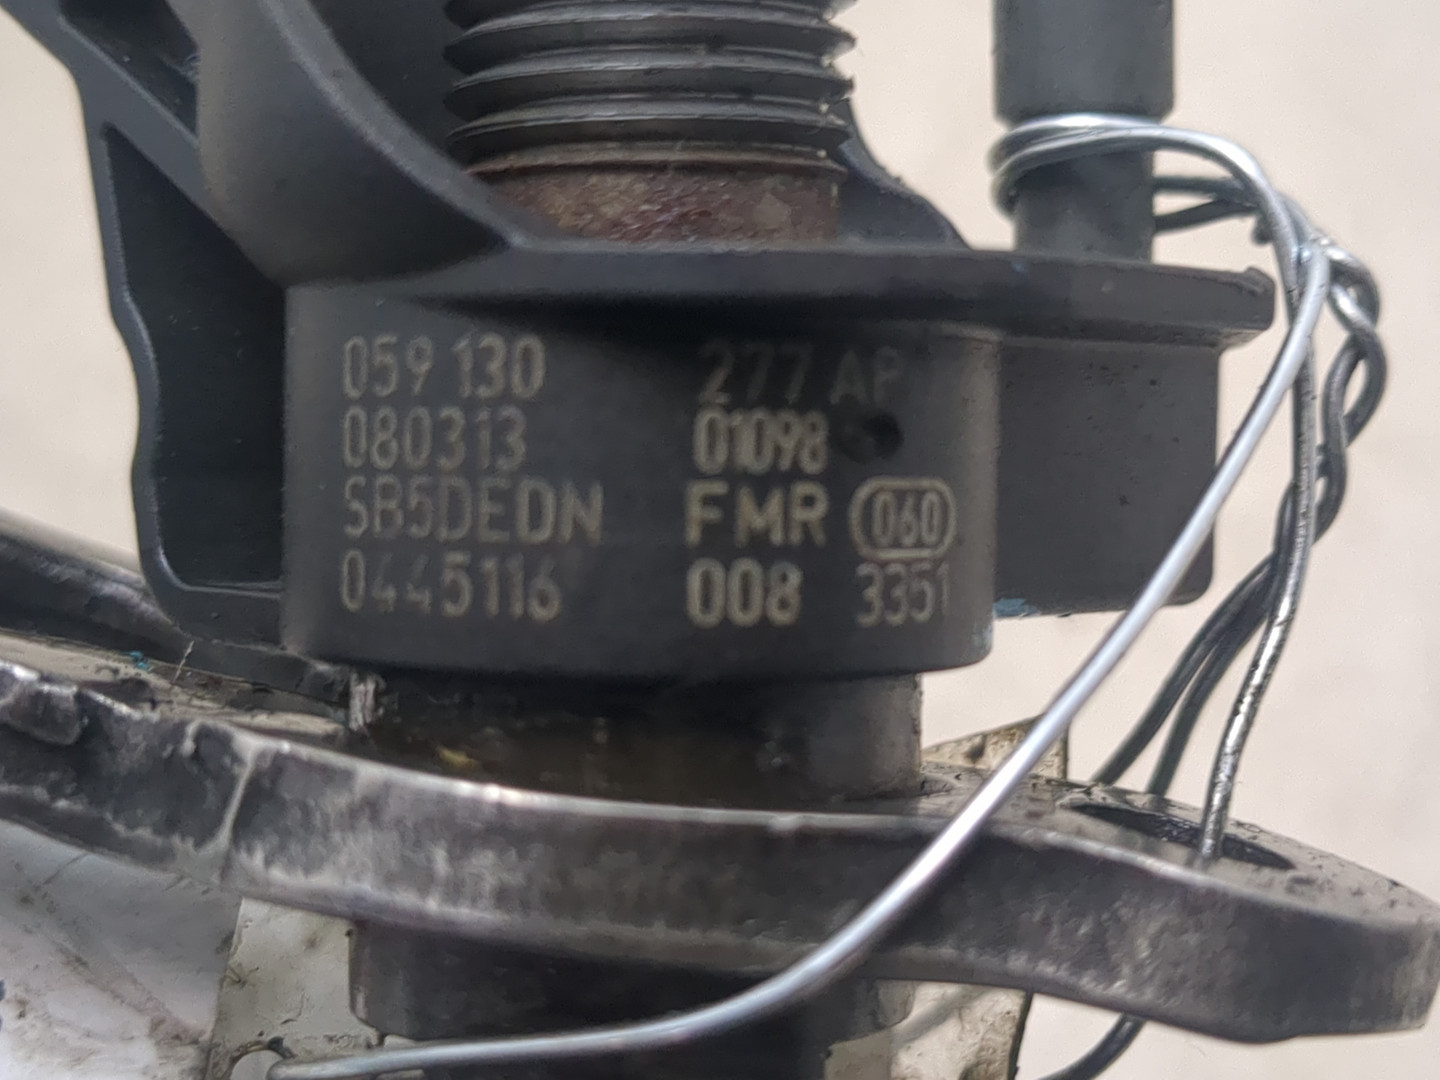 059 130 277 AP
080313 01098
SB5DEDN FMR 060
0445116 008 3351